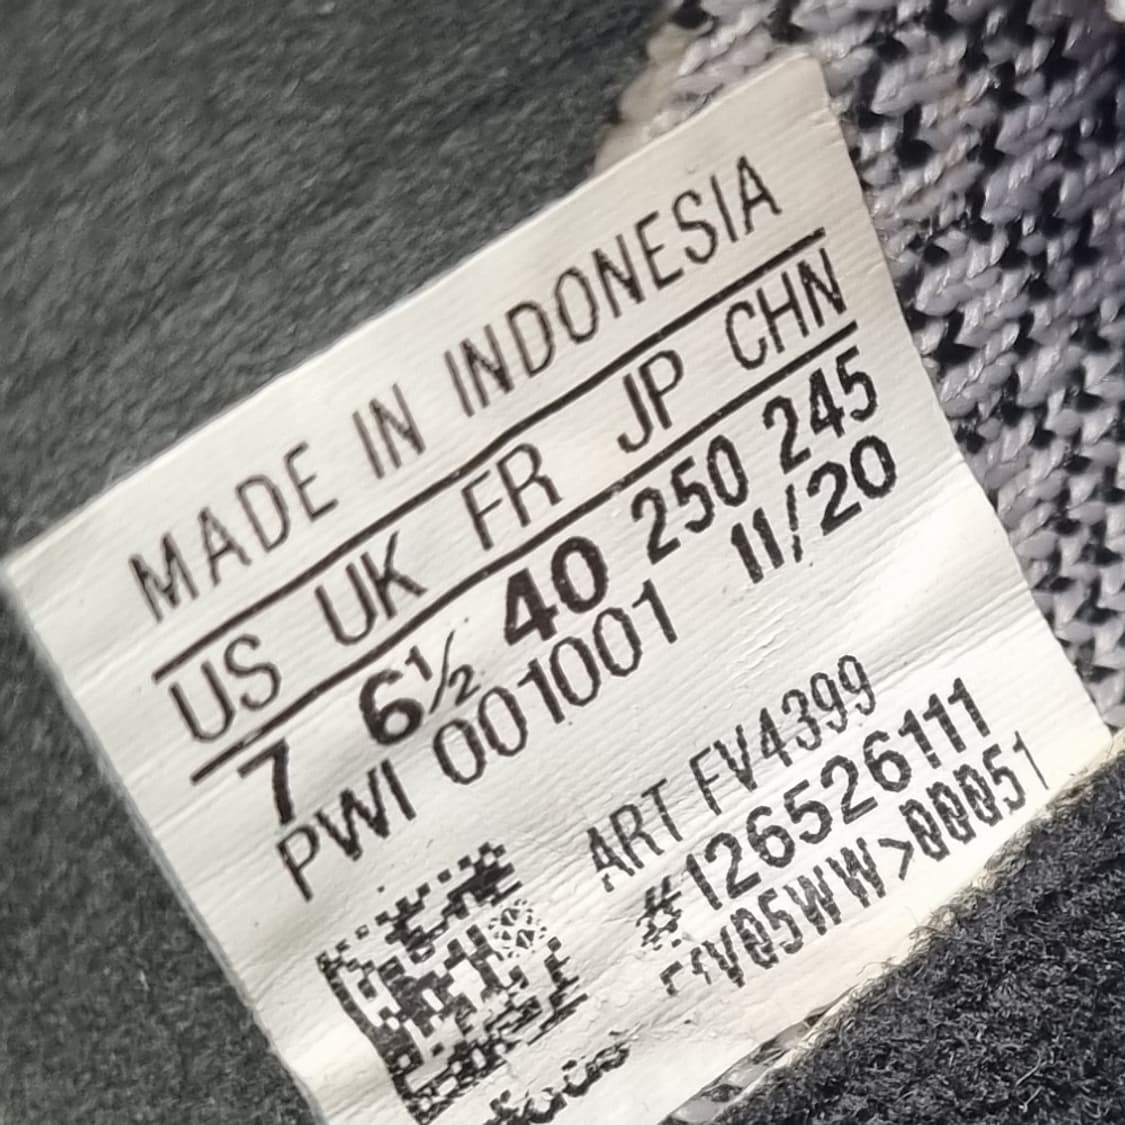 MADE IN INDONESIA
US UK FR JP CHN
7 6½ 40 250 245
PWI 001001 11/20
ART FV4399
#126526111